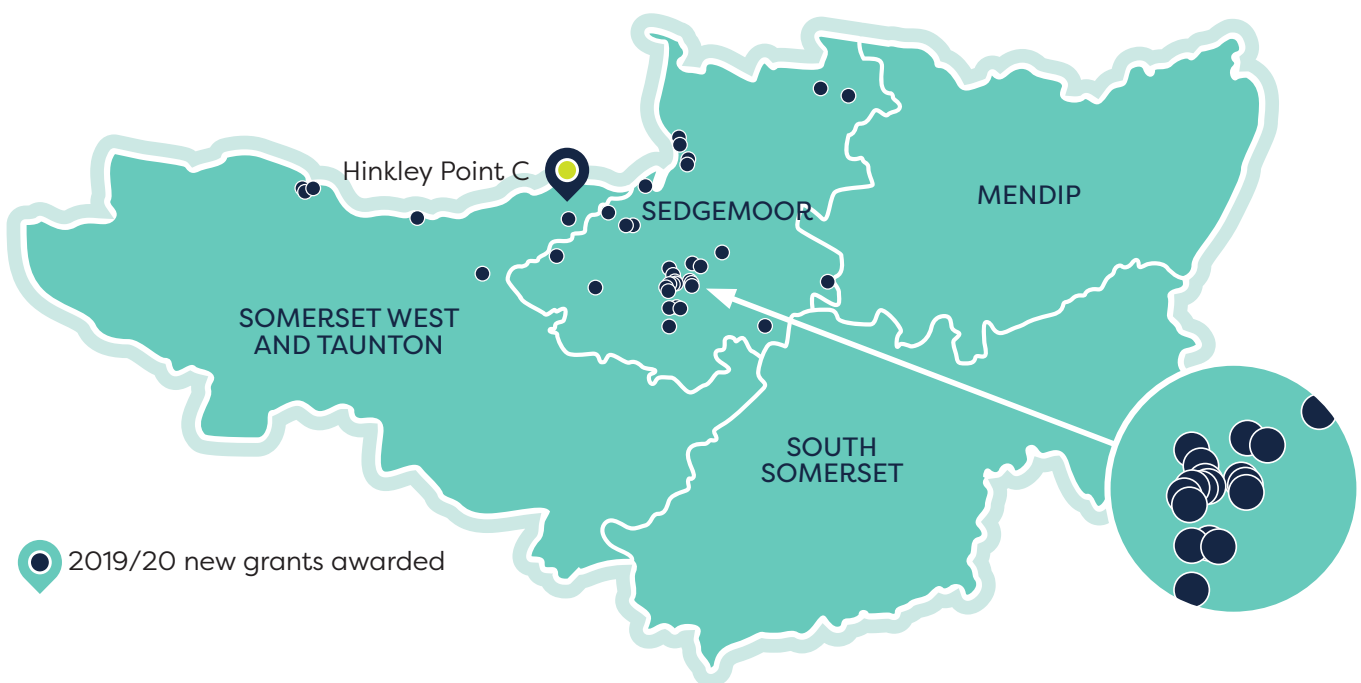 Hinkley Point C
SEDGEMOOR
MENDIP
SOMERSET WEST
AND TAUNTON
SOUTH
SOMERSET
2019/20 new grants awarded